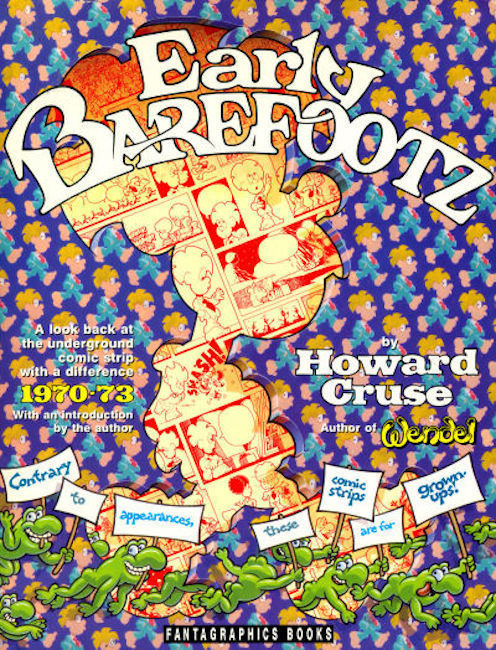 Early
BAREFOOTZ
A look back at
the underground
comic strip
with a difference
1970-73
With an introduction
by the author
by
Howard
Cruse
Author of Wendel
SMASH!
Contrary
to
appearances,
these
comic
strips
are for
grown-
ups!
FANTAGRAPHICS BOOKS